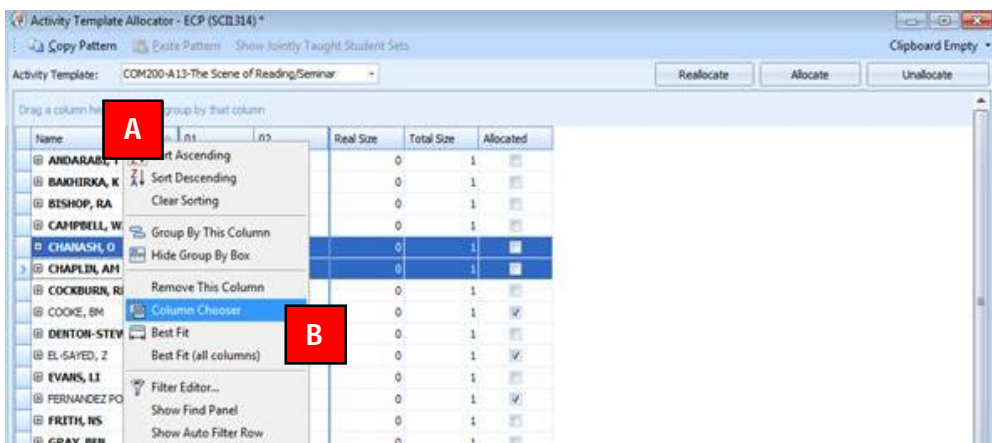 Activity Template Allocator - ECP (SCI1314) *
Copy Pattern Paste Pattern Show Jointly Taught Student Sets Clipboard Empty
Activity Template: COM200-A13-The Scene of Reading/Seminar Reallocate Allocate Unallocate
Drag a column group by that column
A
Name 01 02 Real Size Total Size Allocated
ANDARABI, 0 1
Ascending
BAKHIRKA, K 0 1
Sort Descending
BISHOP, RA 0 1
Clear Sorting
CAMPBELL, W 0 1
Group By This Column
CHANASH, O 0 1
Hide Group By Box
CHAPLIN, AM 0 1
COCKBURN, 0 1
Remove This Column
COOKE, BM 0 1
Column Chooser
B
DENTON-STEW 0 1
Best Fit
EL-SAYED, Z 0 1
Best Fit (all columns)
EVANS, LI 0 1
Filter Editor...
FERNANDEZ PO 0 1
Show Find Panel
FRITH, NS 0 1
Show Auto Filter Row
GRAY, BEN 0 1